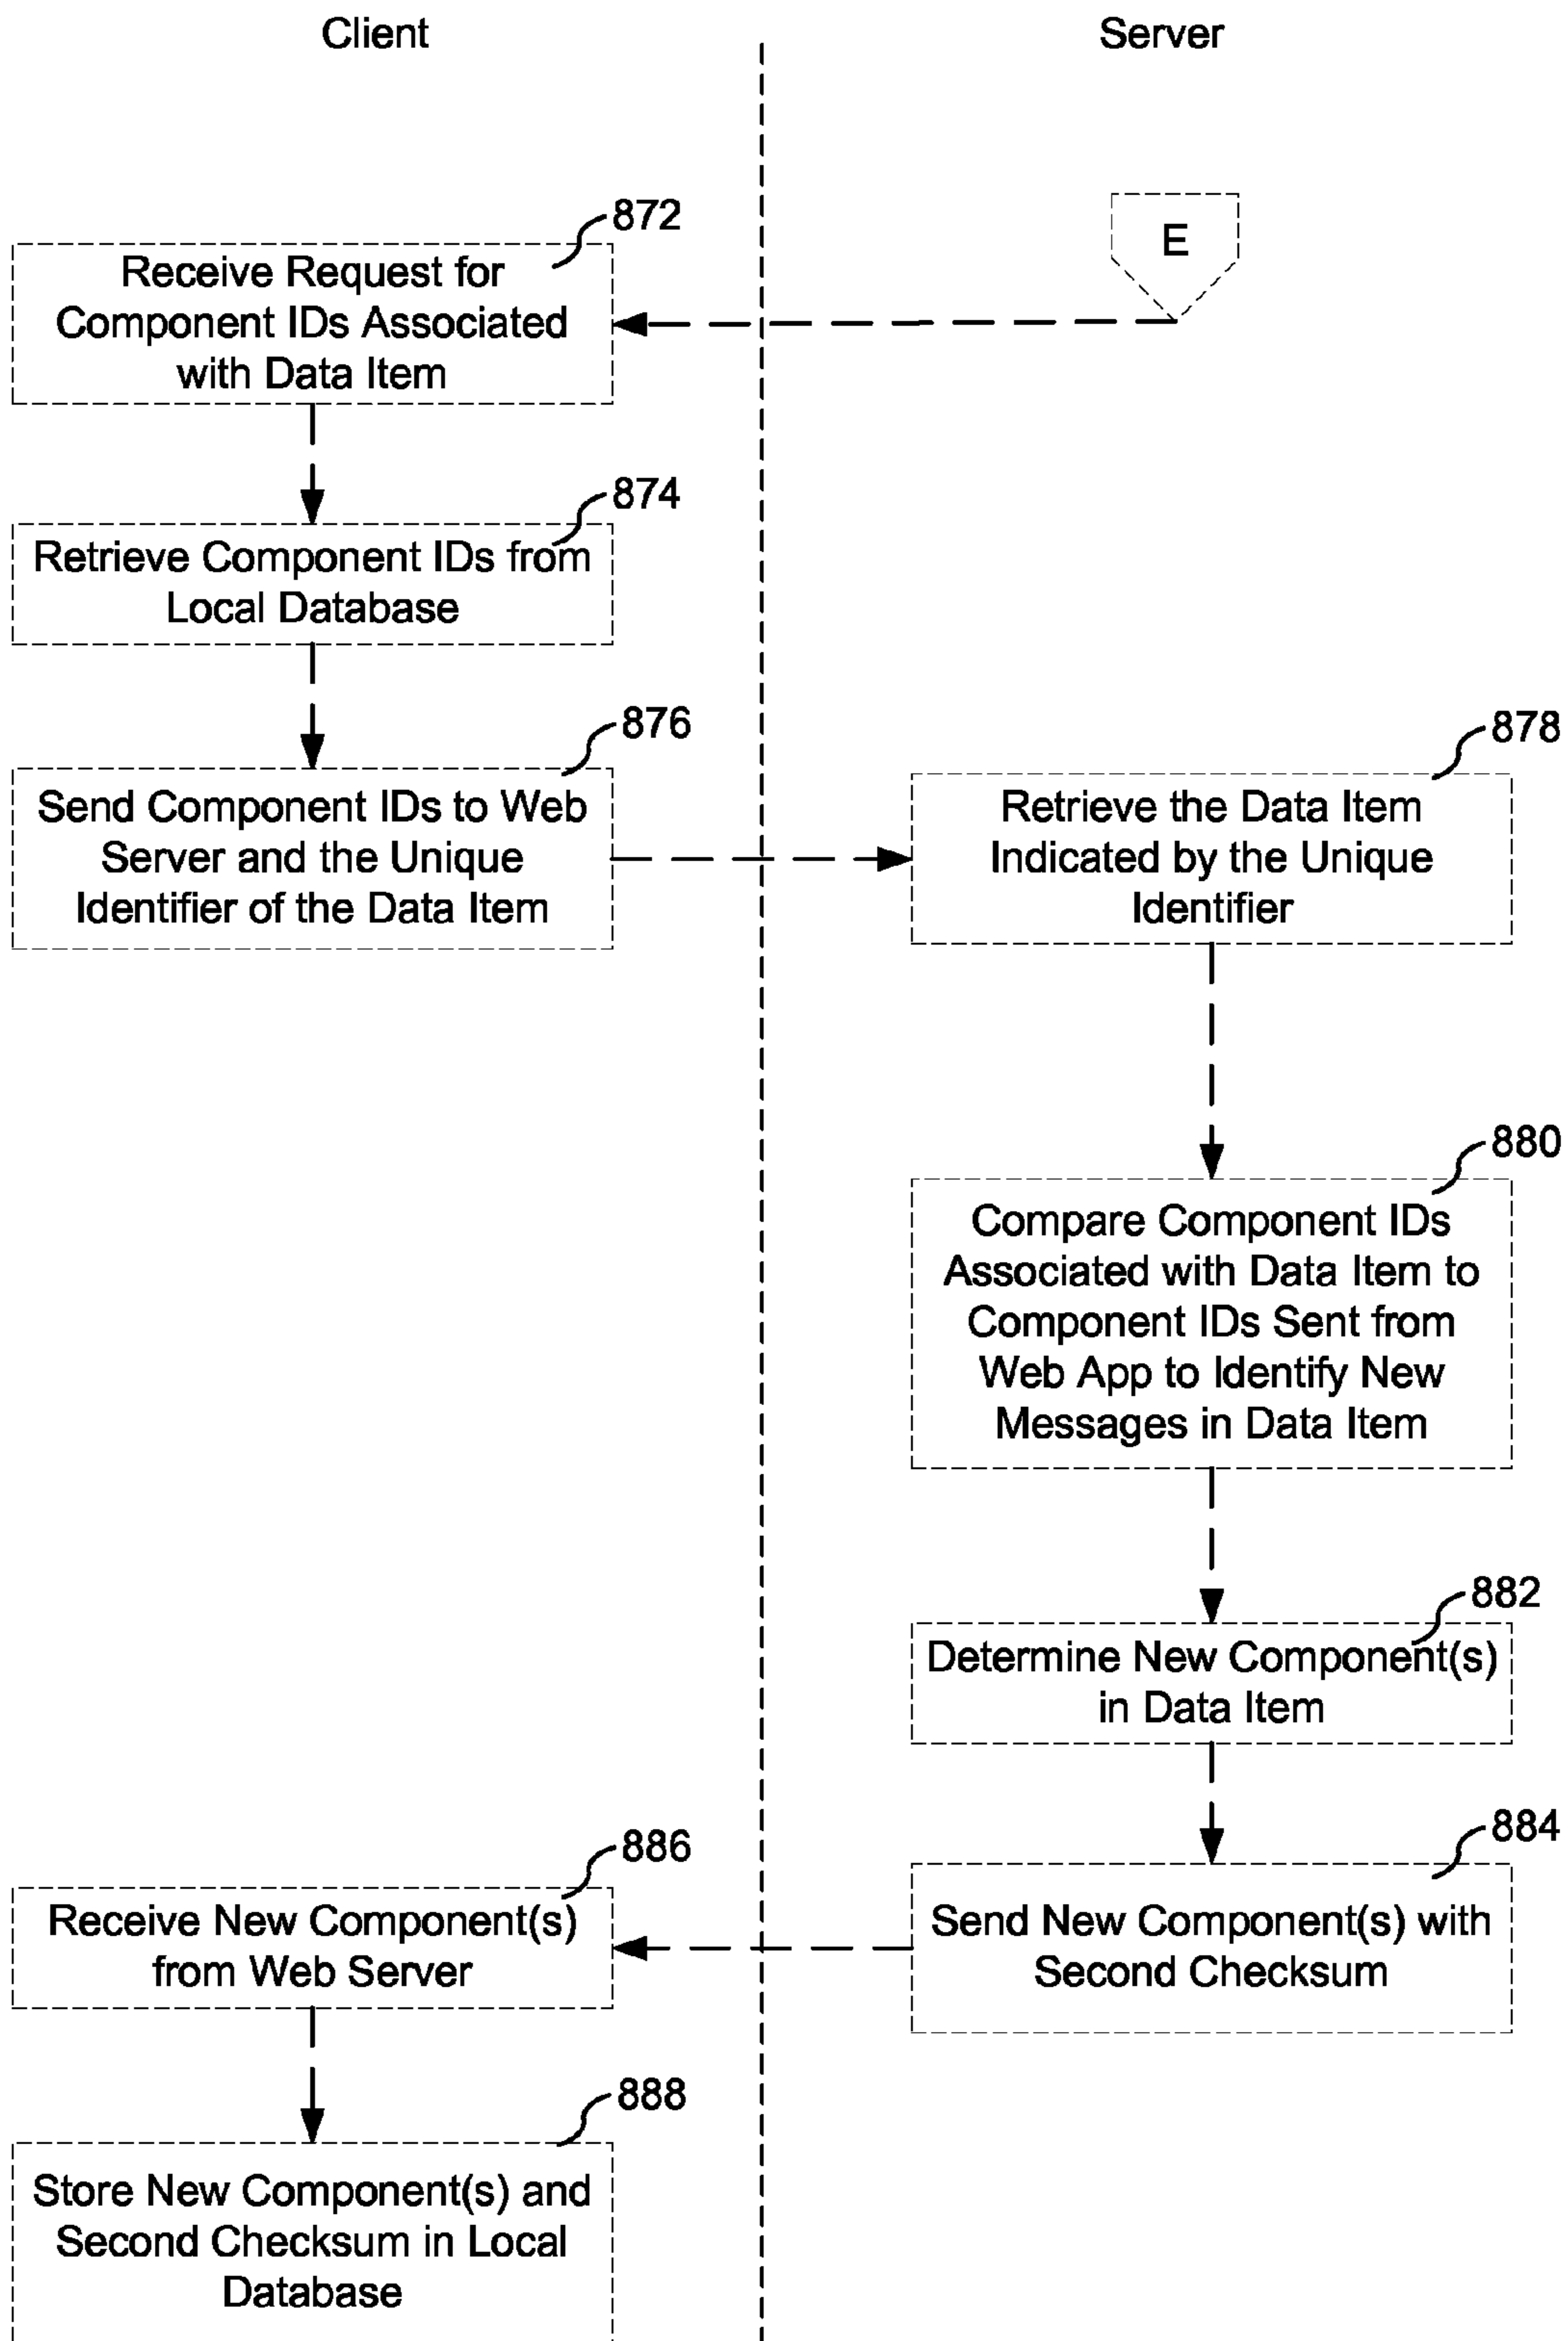 Client
Server
E
872
Receive Request for
Component IDs Associated
with Data Item
874
Retrieve Component IDs from
Local Database
876
Send Component IDs to Web
Server and the Unique
Identifier of the Data Item
878
Retrieve the Data Item
Indicated by the Unique
Identifier
880
Compare Component IDs
Associated with Data Item to
Component IDs Sent from
Web App to Identify New
Messages in Data Item
882
Determine New Component(s)
in Data Item
884
Send New Component(s) with
Second Checksum
886
Receive New Component(s)
from Web Server
888
Store New Component(s) and
Second Checksum in Local
Database